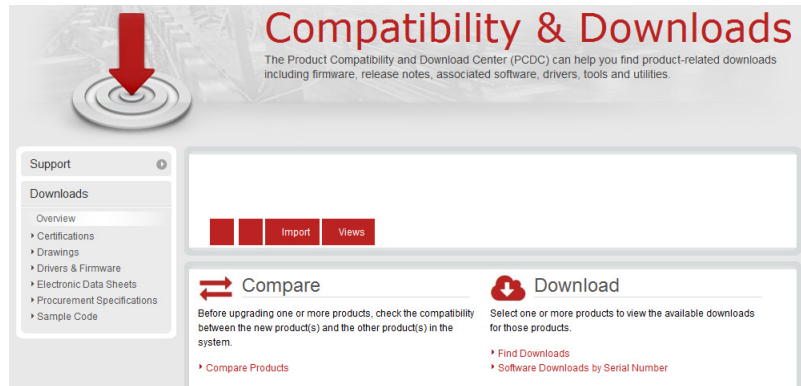 Compatibility & Downloads
The Product Compatibility and Download Center (PCDC) can help you find product-related downloads
including firmware, release notes, associated software, drivers, tools and utilities.
Support
Downloads
Overview
Certifications
Drawings
Drivers & Firmware
Electronic Data Sheets
Procurement Specifications
Sample Code
Import Views
Compare
Before upgrading one or more products, check the compatibility
between the new product(s) and the other product(s) in the
system.
Compare Products
Download
Select one or more products to view the available downloads
for those products.
Find Downloads
Software Downloads by Serial Number